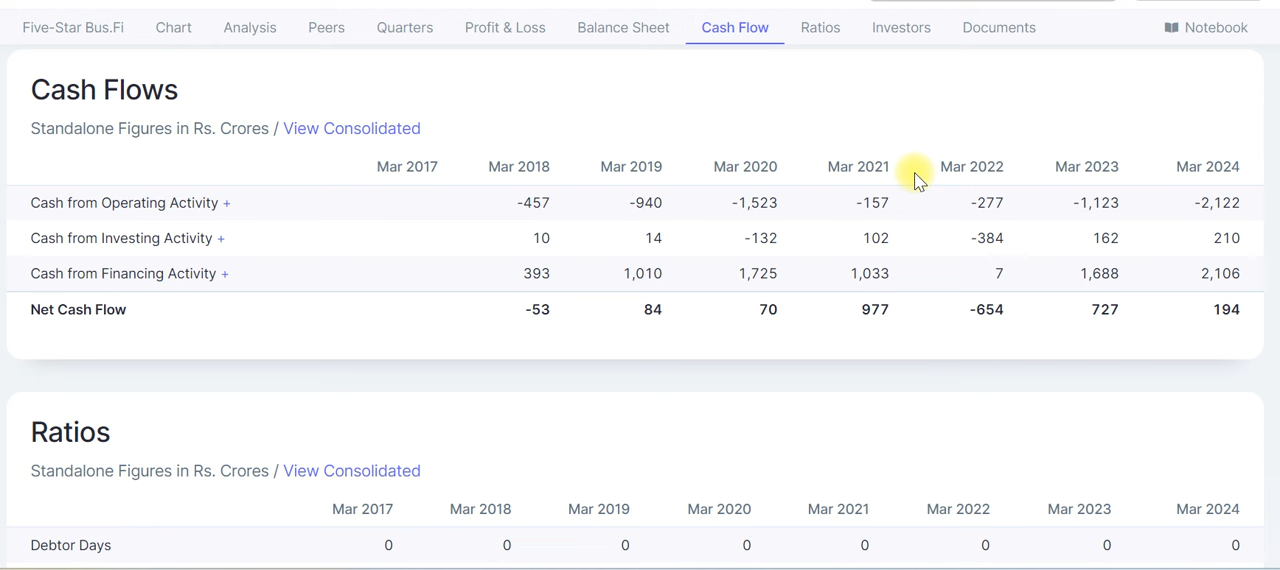 Five-Star Bus.Fi Chart Analysis Peers Quarters Profit & Loss Balance Sheet Cash Flow Ratios Investors Documents Notebook
Cash Flows
Standalone Figures in Rs. Crores / View Consolidated
Mar 2017 Mar 2018 Mar 2019 Mar 2020 Mar 2021 Mar 2022 Mar 2023 Mar 2024
Cash from Operating Activity + -457 -940 -1,523 -157 -277 -1,123 -2,122
Cash from Investing Activity + 10 14 -132 102 -384 162 210
Cash from Financing Activity + 393 1,010 1,725 1,033 7 1,688 2,106
Net Cash Flow -53 84 70 977 -654 727 194
Ratios
Standalone Figures in Rs. Crores / View Consolidated
Mar 2017 Mar 2018 Mar 2019 Mar 2020 Mar 2021 Mar 2022 Mar 2023 Mar 2024
Debtor Days 0 0 0 0 0 0 0 0